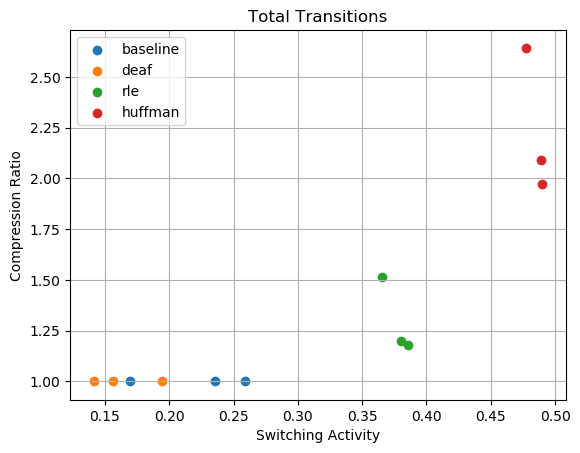 Total Transitions
baseline
deaf
rle
huffman
2.50
2.25
2.00
1.75
1.50
1.25
1.00
Compression Ratio
0.15 0.20 0.25 0.30 0.35 0.40 0.45 0.50
Switching Activity